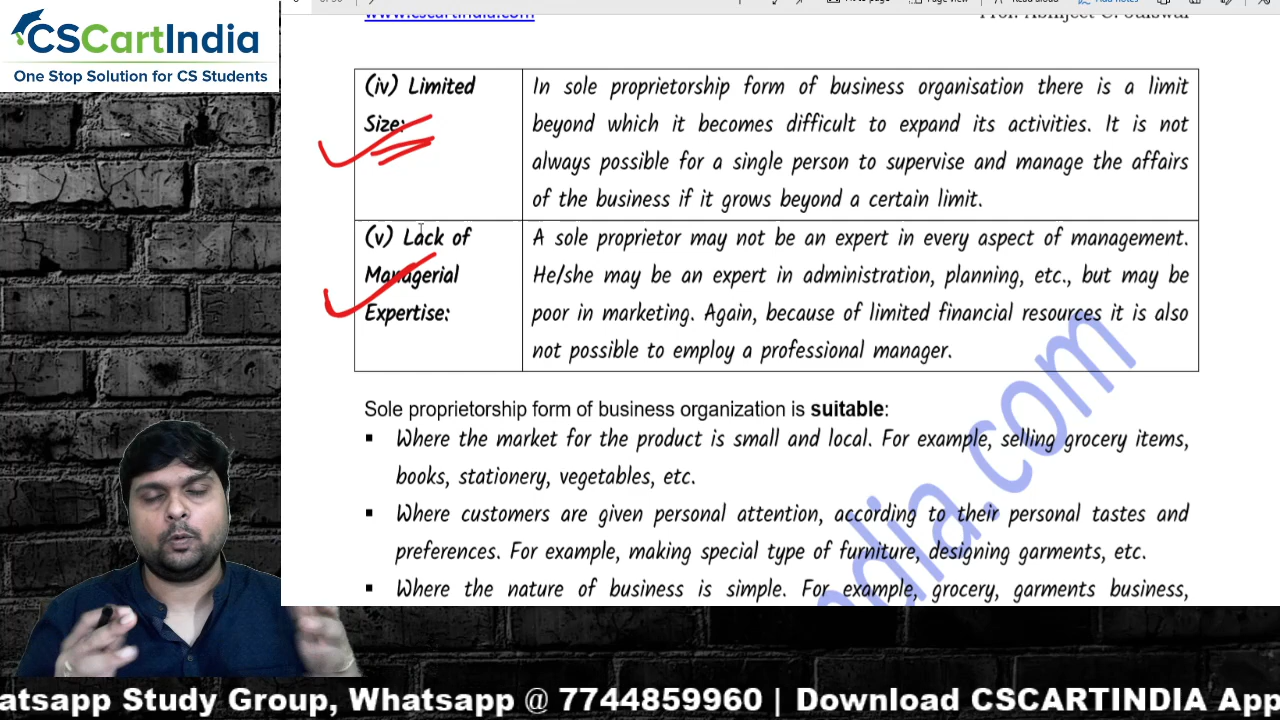 CSCartIndia
One Stop Solution for CS Students
www.cscartindia.com
Prof. Abhijeet C. Jaiswal
(iv) Limited
Size:
In sole proprietorship form of business organisation there is a limit
beyond which it becomes difficult to expand its activities. It is not
always possible for a single person to supervise and manage the affairs
of the business if it grows beyond a certain limit.
(v) Lack of
Managerial
Expertise:
A sole proprietor may not be an expert in every aspect of management.
He/she may be an expert in administration, planning, etc., but may be
poor in marketing. Again, because of limited financial resources it is also
not possible to employ a professional manager.
Sole proprietorship form of business organization is suitable:
▪ Where the market for the product is small and local. For example, selling grocery items,
books, stationery, vegetables, etc.
▪ Where customers are given personal attention, according to their personal tastes and
preferences. For example, making special type of furniture, designing garments, etc.
▪ Where the nature of business is simple. For example, grocery, garments business,
ndia.com
atsapp Study Group, Whatsapp @ 7744859960 | Download CSCARTINDIA App